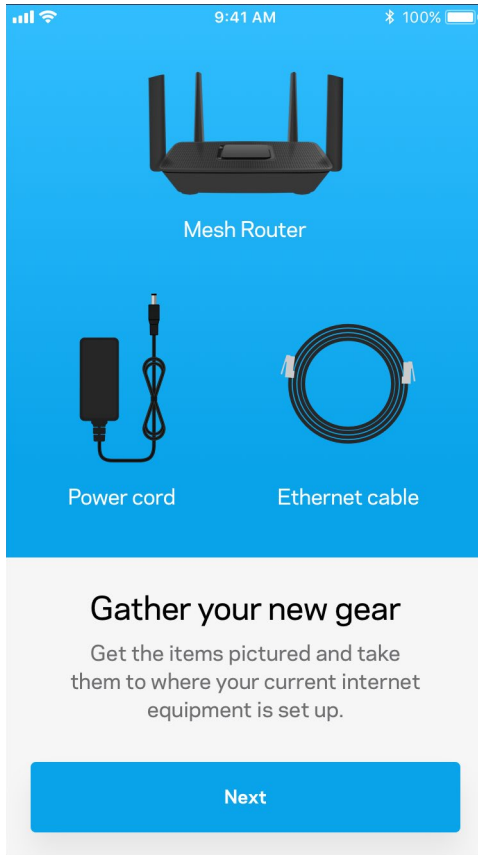 9:41 AM
100%
Mesh Router
Power cord
Ethernet cable
Gather your new gear
Get the items pictured and take
them to where your current internet
equipment is set up.
Next